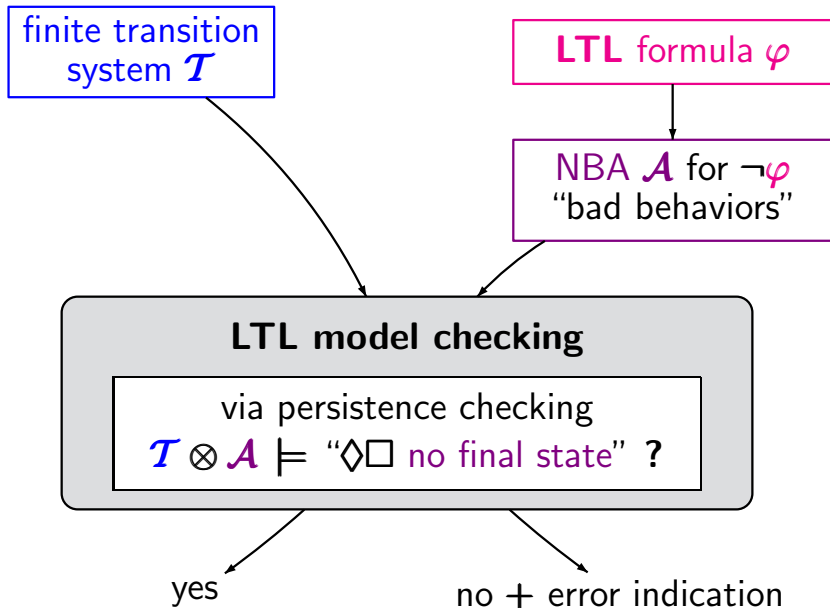 finite transition
system 𝓣
LTL formula φ
NBA 𝓐 for ¬φ
“bad behaviors”
LTL model checking
via persistence checking
𝓣 ⊗ 𝓐 ⊨ “◊□ no final state” ?
yes
no + error indication